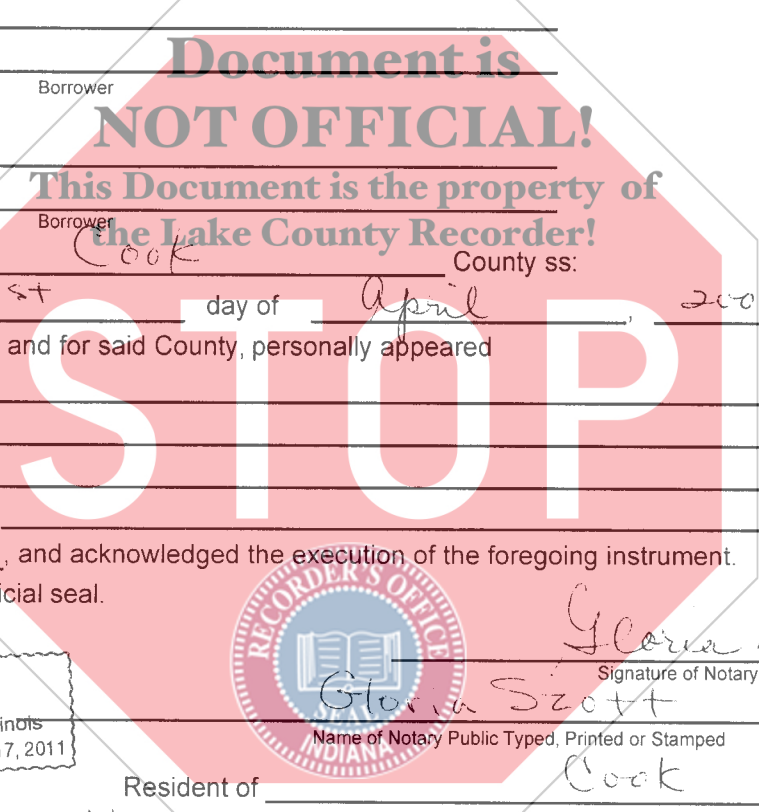 Document is
Borrower
NOT OFFICIAL!
This Document is the property of
Borrower
the Lake County Recorder!
Cook County ss:
st day of April, 200
and for said County, personally appeared
STOP
, and acknowledged the execution of the foregoing instrument.
icial seal.
RECORDER'S OFFICE
SEAL
INDIANA
Gloria
Signature of Notary
Gloria Szott
inois
Name of Notary Public Typed, Printed or Stamped
7, 2011
Cook
Resident of